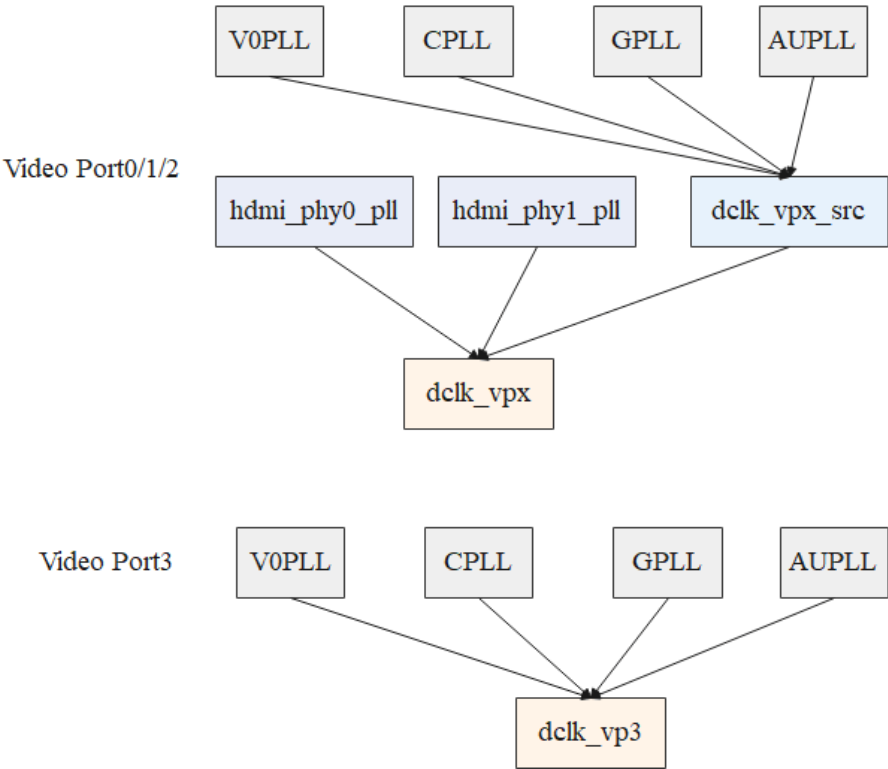 V0PLL
CPLL
GPLL
AUPLL
Video Port0/1/2
hdmi_phy0_pll
hdmi_phy1_pll
dclk_vpx_src
dclk_vpx
Video Port3
V0PLL
CPLL
GPLL
AUPLL
dclk_vp3